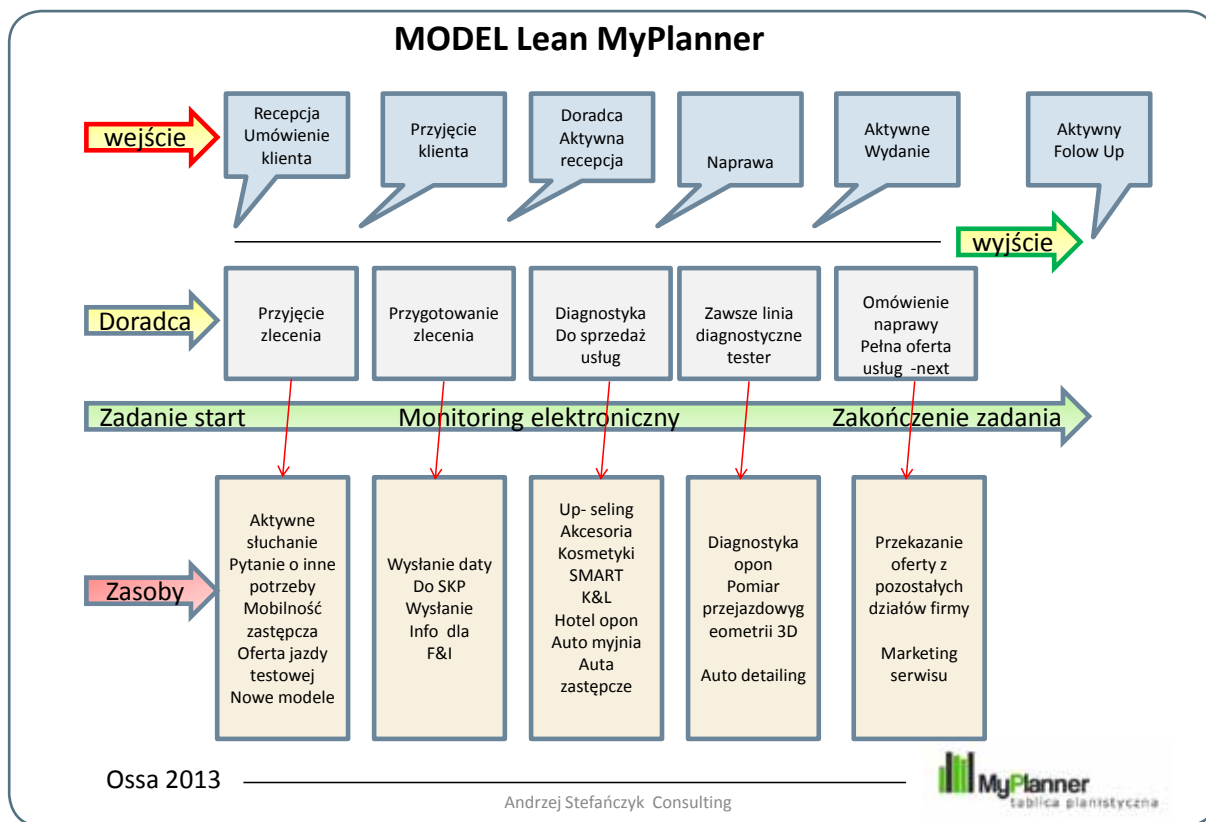 MODEL Lean MyPlanner
wejście
Recepcja
Umówienie
klienta
Przyjęcie
klienta
Doradca
Aktywna
recepcja
Naprawa
Aktywne
Wydanie
Aktywny
Folow Up
wyjście
Doradca
Przyjęcie
zlecenia
Przygotowanie
zlecenia
Diagnostyka
Do sprzedaż
usług
Zawsze linia
diagnostyczne
tester
Omówienie
naprawy
Pełna oferta
usług -next
Zadanie start
Monitoring elektroniczny
Zakończenie zadania
Zasoby
Aktywne
słuchanie
Pytanie o inne
potrzeby
Mobilność
zastępcza
Oferta jazdy
testowej
Nowe modele
Wysłanie daty
Do SKP
Wysłanie
Info dla
F&I
Up- seling
Akcesoria
Kosmetyki
SMART
K&L
Hotel opon
Auto myjnia
Auta
zastępcze
Diagnostyka
opon
Pomiar
przejazdowyg
eometrii 3D
Auto detailing
Przekazanie
oferty z
pozostałych
działów firmy
Marketing
serwisu
Ossa 2013
Andrzej Stefańczyk Consulting
MyPlanner
tablica planistyczna